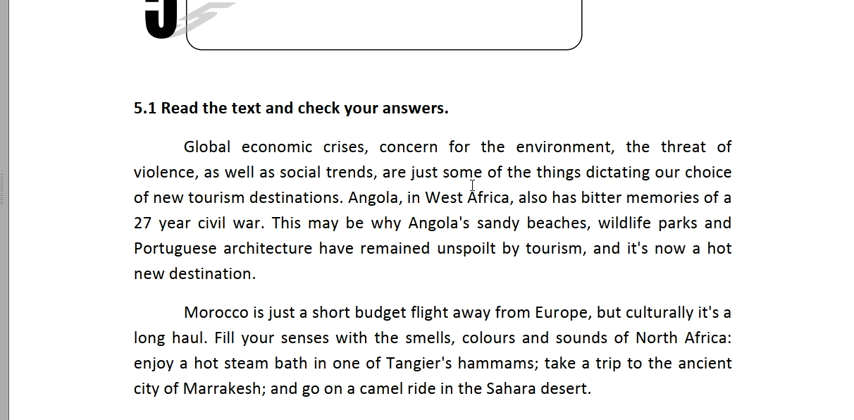 5
5.1 Read the text and check your answers.
Global economic crises, concern for the environment, the threat of
violence, as well as social trends, are just some of the things dictating our choice
of new tourism destinations. Angola, in West Africa, also has bitter memories of a
27 year civil war. This may be why Angola's sandy beaches, wildlife parks and
Portuguese architecture have remained unspoilt by tourism, and it's now a hot
new destination.
Morocco is just a short budget flight away from Europe, but culturally it's a
long haul. Fill your senses with the smells, colours and sounds of North Africa:
enjoy a hot steam bath in one of Tangier's hammams; take a trip to the ancient
city of Marrakesh; and go on a camel ride in the Sahara desert.